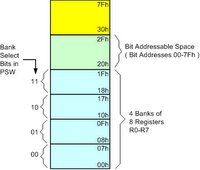 7Fh
30h
2Fh
20h
Bit Addressable Space
( Bit Addresses 00-7Fh )
Bank
Select
Bits in
PSW
11
1Fh
18h
10
17h
10h
01
0Fh
08h
00
07h
00h
4 Banks of
8 Registers
R0-R7